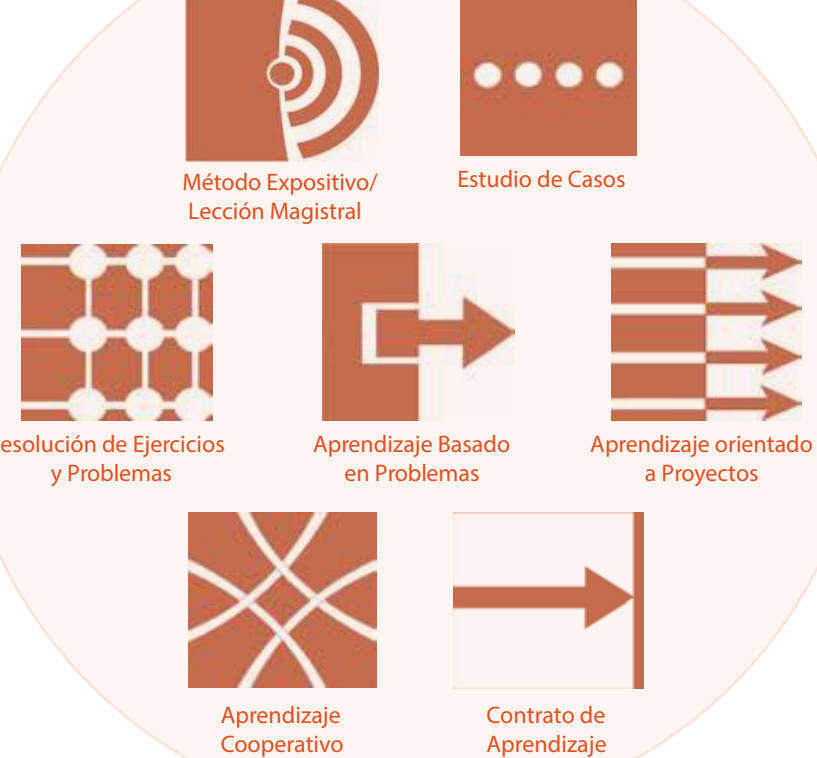 Método Expositivo/
Lección Magistral
Estudio de Casos
esolución de Ejercicios
y Problemas
Aprendizaje Basado
en Problemas
Aprendizaje orientado
a Proyectos
Aprendizaje
Cooperativo
Contrato de
Aprendizaje